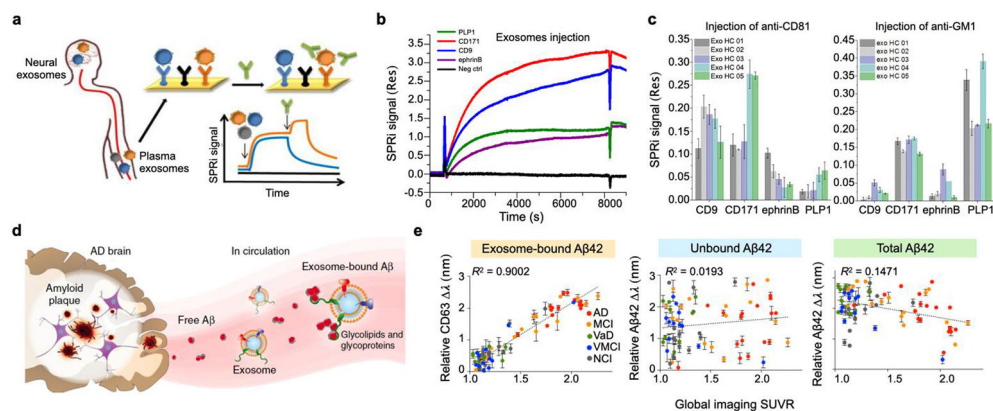 a
Neural
exosomes
Plasma
exosomes
SPRi signal
Time
b
Exosomes injection
PLP1
CD171
CD9
ephrinB
Neg ctrl
SPRi signal (Res)
3.5
3.0
2.5
2.0
1.5
1.0
0.5
0.0
-0.5
0 2000 4000 6000 8000
Time (s)
c
Injection of anti-CD81
exo HC 01
Exo HC 02
Exo HC 03
Exo HC 04
Exo HC 05
SPRi signal (Res)
0.35
0.30
0.25
0.20
0.15
0.10
0.05
0.00
CD9 CD171 ephrinB PLP1
Injection of anti-GM1
exo HC 01
exo HC 02
exo HC 03
exo HC 04
exo HC 05
0.45
0.40
0.35
0.30
0.25
0.20
0.15
0.10
0.05
0.00
CD9 CD171 ephrinB PLP1
d
AD brain
In circulation
Amyloid
plaque
Free Aβ
Exosome
Exosome-bound Aβ
Glycolipids and
glycoproteins
e
Exosome-bound Aβ42
R² = 0.9002
Relative CD63 Δλ (nm)
3
2
1
0
1.0 1.5 2.0
AD
MCI
VaD
VMCI
NCI
Unbound Aβ42
R² = 0.0193
Relative Aβ42 Δλ (nm)
3
2
1
0
1.0 1.5 2.0
Total Aβ42
R² = 0.1471
Relative Aβ42 Δλ (nm)
3
2
1
0
1.0 1.5 2.0
Global imaging SUVR